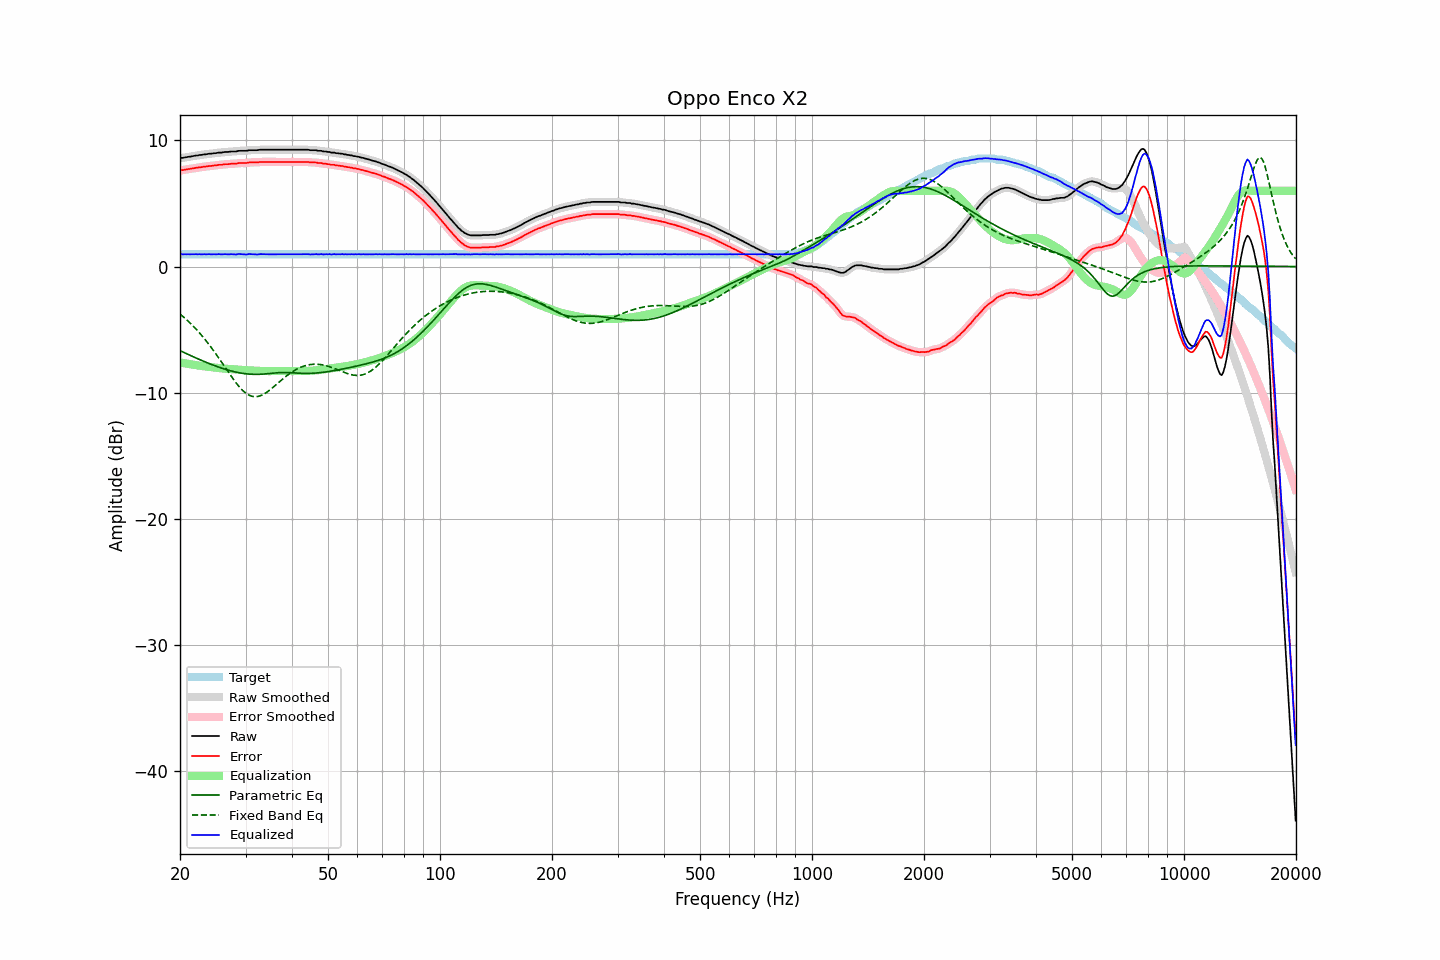 Oppo Enco X2
Amplitude (dBr)
10
0
−10
−20
−30
−40
Target
Raw Smoothed
Error Smoothed
Raw
Error
Equalization
Parametric Eq
Fixed Band Eq
Equalized
20 50 100 200 500 1000 2000 5000 10000 20000
Frequency (Hz)